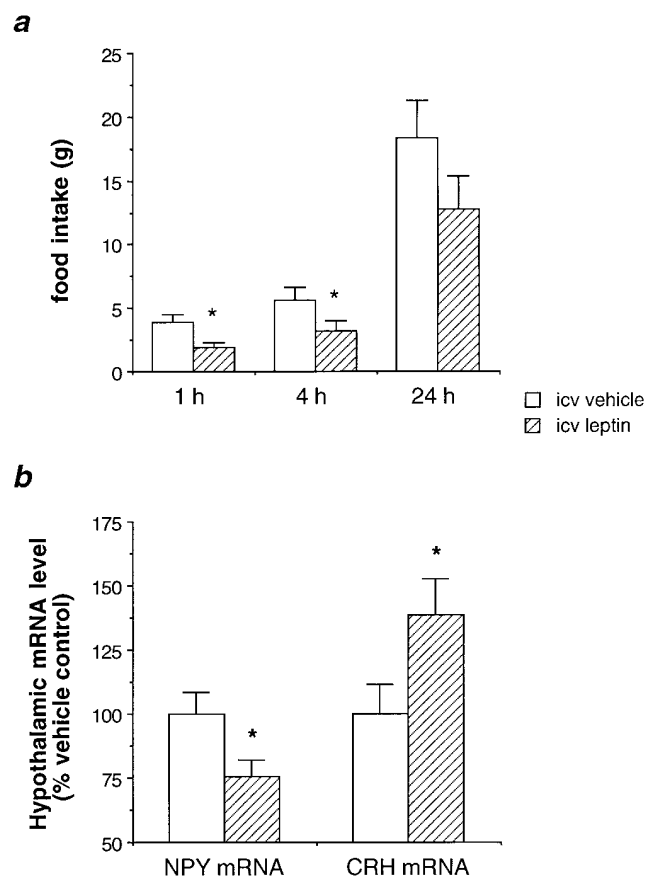 a
25
20
15
10
5
0
food intake (g)
*
*
1 h
4 h
24 h
icv vehicle
icv leptin
b
175
150
125
100
75
50
Hypothalamic mRNA level
(% vehicle control)
*
*
NPY mRNA
CRH mRNA